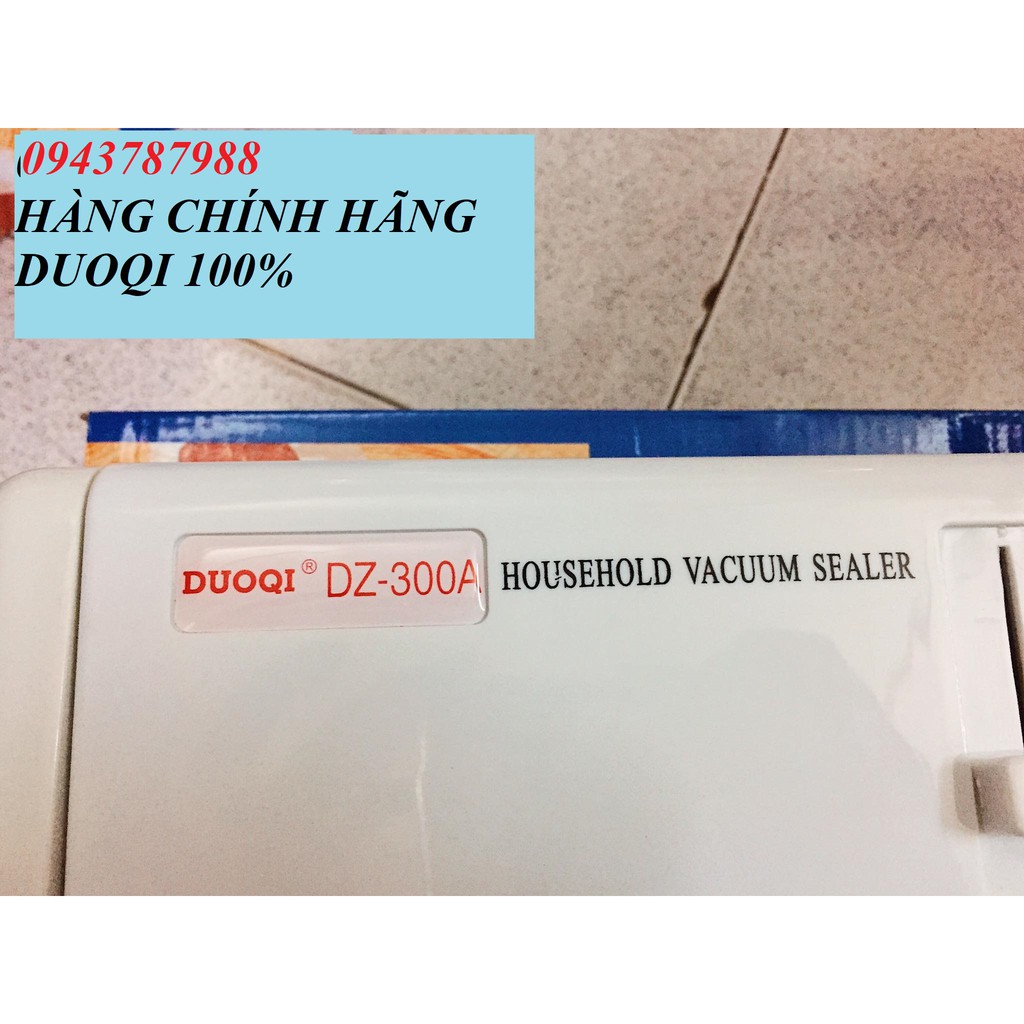 0943787988
HÀNG CHÍNH HÃNG
DUOQI 100%
DUOQI® DZ-300A HOUSEHOLD VACUUM SEALER